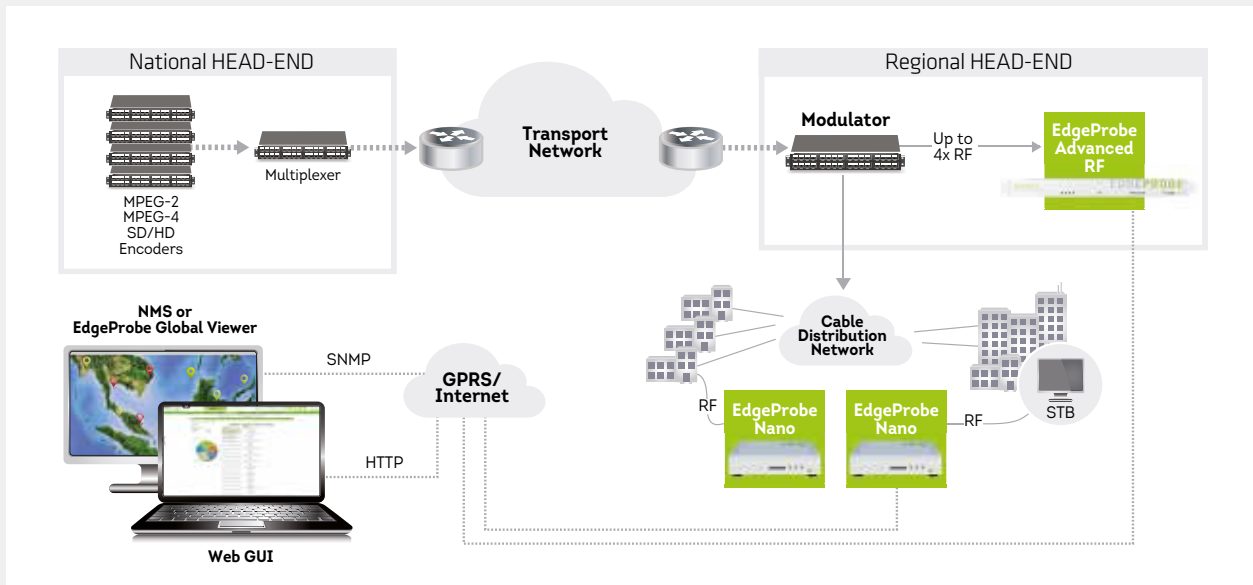 National HEAD-END
MPEG-2
MPEG-4
SD/HD
Encoders
Multiplexer
Transport
Network
Regional HEAD-END
Modulator
Up to
4x RF
EdgeProbe
Advanced
RF
EDGEPROBE
NMS or
EdgeProbe Global Viewer
SNMP
HTTP
Web GUI
GPRS/
Internet
Cable
Distribution
Network
RF
EdgeProbe
Nano
EdgeProbe
Nano
RF
STB